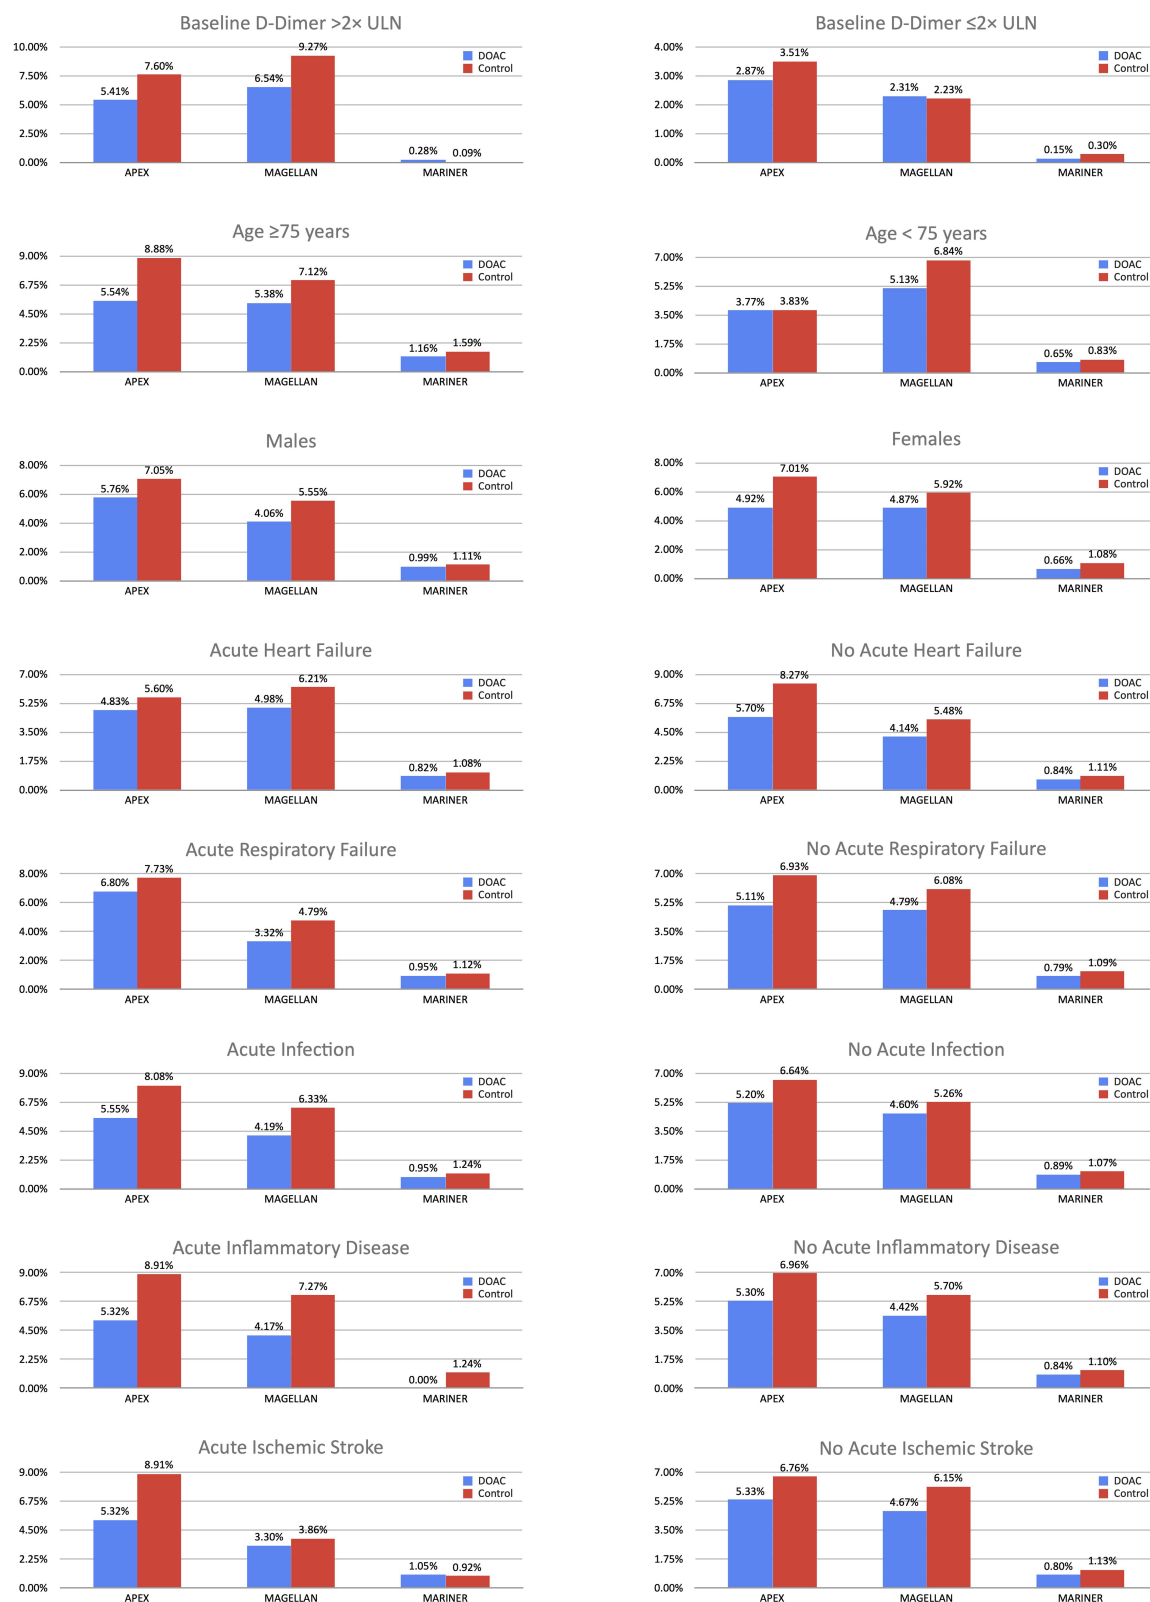 Baseline D-Dimer >2× ULN
10.00%
7.50%
5.00%
2.50%
0.00%
5.41%
7.60%
6.54%
9.27%
0.28%
0.09%
DOAC
Control
APEX
MAGELLAN
MARINER
Baseline D-Dimer ≤2× ULN
4.00%
3.00%
2.00%
1.00%
0.00%
2.87%
3.51%
2.31%
2.23%
0.15%
0.30%
DOAC
Control
APEX
MAGELLAN
MARINER
Age ≥75 years
9.00%
6.75%
4.50%
2.25%
0.00%
5.54%
8.88%
5.38%
7.12%
1.16%
1.59%
DOAC
Control
APEX
MAGELLAN
MARINER
Age < 75 years
7.00%
5.25%
3.50%
1.75%
0.00%
3.77%
3.83%
5.13%
6.84%
0.65%
0.83%
DOAC
Control
APEX
MAGELLAN
MARINER
Males
8.00%
6.00%
4.00%
2.00%
0.00%
5.76%
7.05%
4.06%
5.55%
0.99%
1.11%
DOAC
Control
APEX
MAGELLAN
MARINER
Females
8.00%
6.00%
4.00%
2.00%
0.00%
4.92%
7.01%
4.87%
5.92%
0.66%
1.08%
DOAC
Control
APEX
MAGELLAN
MARINER
Acute Heart Failure
7.00%
5.25%
3.50%
1.75%
0.00%
4.83%
5.60%
4.98%
6.21%
0.82%
1.08%
DOAC
Control
APEX
MAGELLAN
MARINER
No Acute Heart Failure
9.00%
6.75%
4.50%
2.25%
0.00%
5.70%
8.27%
4.14%
5.48%
0.84%
1.11%
DOAC
Control
APEX
MAGELLAN
MARINER
Acute Respiratory Failure
8.00%
6.00%
4.00%
2.00%
0.00%
6.80%
7.73%
3.32%
4.79%
0.95%
1.12%
DOAC
Control
APEX
MAGELLAN
MARINER
No Acute Respiratory Failure
7.00%
5.25%
3.50%
1.75%
0.00%
5.11%
6.93%
4.79%
6.08%
0.79%
1.09%
DOAC
Control
APEX
MAGELLAN
MARINER
Acute Infection
9.00%
6.75%
4.50%
2.25%
0.00%
5.55%
8.08%
4.19%
6.33%
0.95%
1.24%
DOAC
Control
APEX
MAGELLAN
MARINER
No Acute Infection
7.00%
5.25%
3.50%
1.75%
0.00%
5.20%
6.64%
4.60%
5.26%
0.89%
1.07%
DOAC
Control
APEX
MAGELLAN
MARINER
Acute Inflammatory Disease
9.00%
6.75%
4.50%
2.25%
0.00%
5.32%
8.91%
4.17%
7.27%
0.00%
1.24%
DOAC
Control
APEX
MAGELLAN
MARINER
No Acute Inflammatory Disease
7.00%
5.25%
3.50%
1.75%
0.00%
5.30%
6.96%
4.42%
5.70%
0.84%
1.10%
DOAC
Control
APEX
MAGELLAN
MARINER
Acute Ischemic Stroke
9.00%
6.75%
4.50%
2.25%
0.00%
5.32%
8.91%
3.30%
3.86%
1.05%
0.92%
DOAC
Control
APEX
MAGELLAN
MARINER
No Acute Ischemic Stroke
7.00%
5.25%
3.50%
1.75%
0.00%
5.33%
6.76%
4.67%
6.15%
0.80%
1.13%
DOAC
Control
APEX
MAGELLAN
MARINER